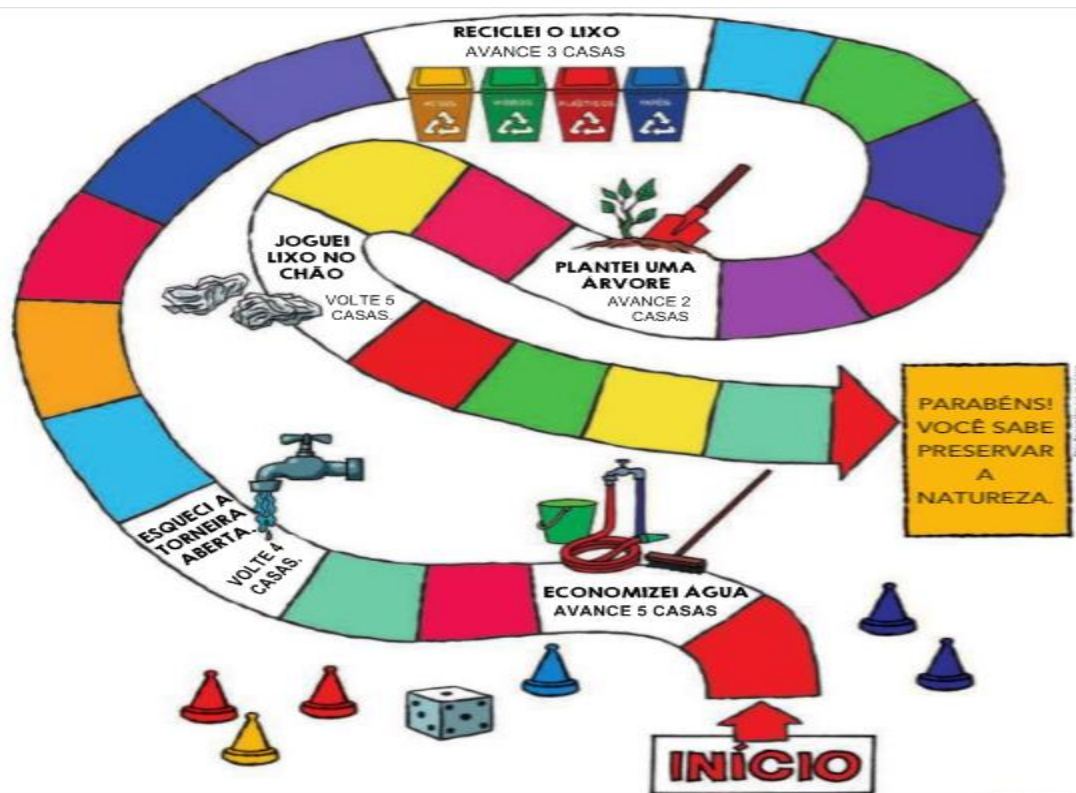 RECICLEI O LIXO
AVANCE 3 CASAS
VIDROS
PLÁSTICOS
PAPÉIS
JOGUEI
LIXO NO
CHÃO
VOLTE 5
CASAS.
PLANTEI UMA
ÁRVORE
AVANCE 2
CASAS
PARABÉNS!
VOCÊ SABE
PRESERVAR
A
NATUREZA.
ESQUECI A
TORNEIRA
ABERTA.
VOLTE 4
CASAS.
ECONOMIZEI ÁGUA
AVANCE 5 CASAS
INÍCIO